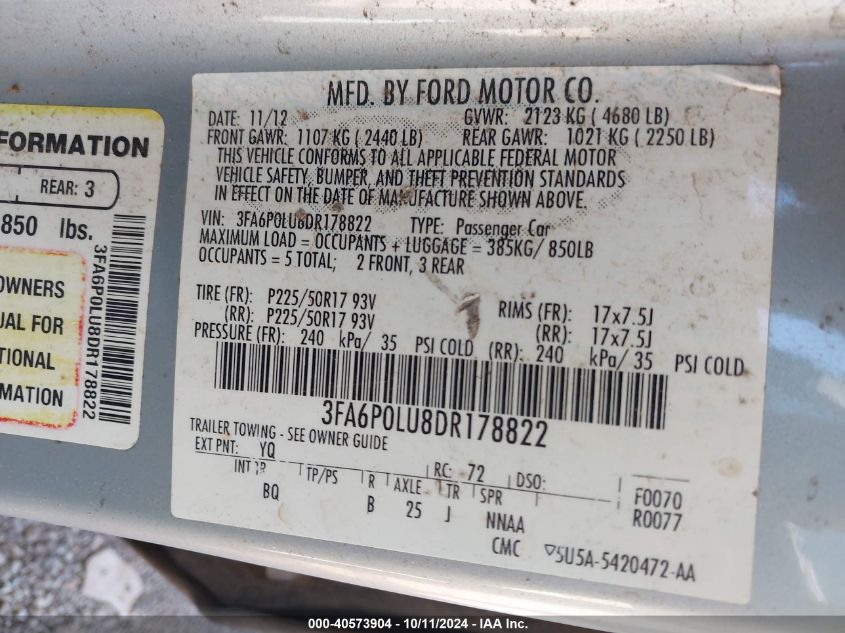 FORMATION
REAR: 3
850 lbs.
OWNERS
UAL FOR
TIONAL
RMATION
3FA6P0LU8DR178822
MFD. BY FORD MOTOR CO.
DATE: 11/12 GVWR: 2123 KG ( 4680 LB)
FRONT GAWR: 1107 KG ( 2440 LB) REAR GAWR: 1021 KG ( 2250 LB)
THIS VEHICLE CONFORMS TO ALL APPLICABLE FEDERAL MOTOR
VEHICLE SAFETY, BUMPER, AND THEFT PREVENTION STANDARDS
IN EFFECT ON THE DATE OF MANUFACTURE SHOWN ABOVE.
VIN: 3FA6P0LU8DR178822 TYPE: Passenger Car
MAXIMUM LOAD = OCCUPANTS + LUGGAGE = 385KG/ 850LB
OCCUPANTS = 5 TOTAL; 2 FRONT, 3 REAR
TIRE (FR): P225/50R17 93V RIMS (FR): 17x7.5J
(RR): P225/50R17 93V (RR): 17x7.5J
PRESSURE (FR): 240 kPa/ 35 PSI COLD (RR): 240 kPa/ 35 PSI COLD
3FA6P0LU8DR178822
TRAILER TOWING - SEE OWNER GUIDE
EXT PNT: YQ RC: 72 DSO: F0070
INT TR TP/PS R AXLE TR SPR R0077
BQ B 25 J NNAA
CMC ▽5U5A-5420472-AA
000-40573904 - 10/11/2024 - IAAI.com.